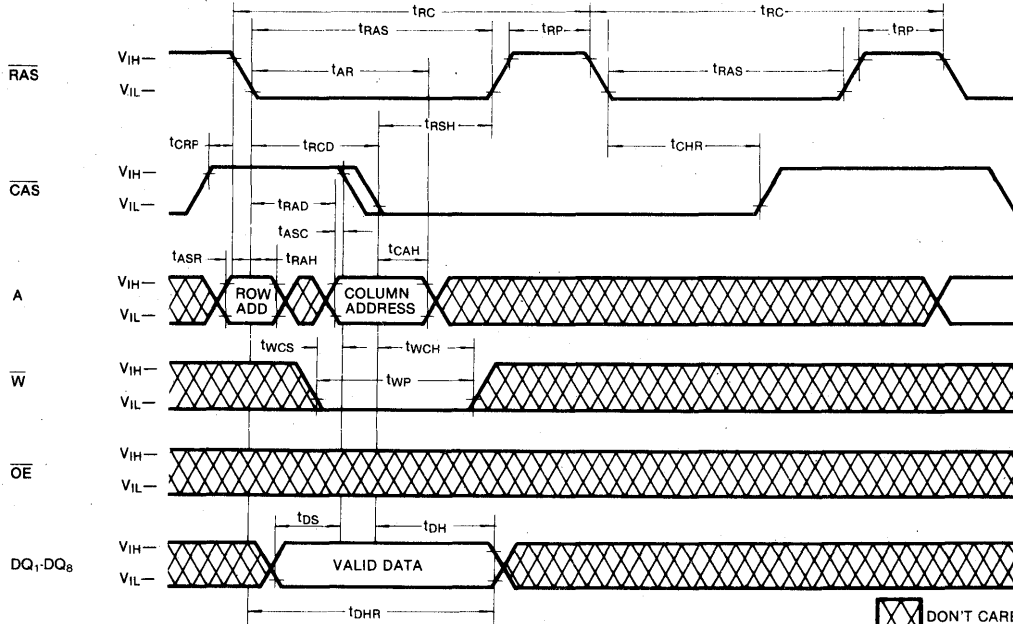 tRC tRC
tRAS tRP tRP
RAS VIH— tAR tRAS
VIL—
tRSH
tCRP tRCD tCHR
CAS VIH—
VIL— tRAD
tASC
tASR tRAH tCAH
A VIH— ROW ADD COLUMN ADDRESS
VIL—
tWCS tWCH
W VIH— tWP
VIL—
OE VIH—
VIL—
tDS tDH
DQ1-DQ8 VIH— VALID DATA
VIL—
tDHR
DON'T CARE